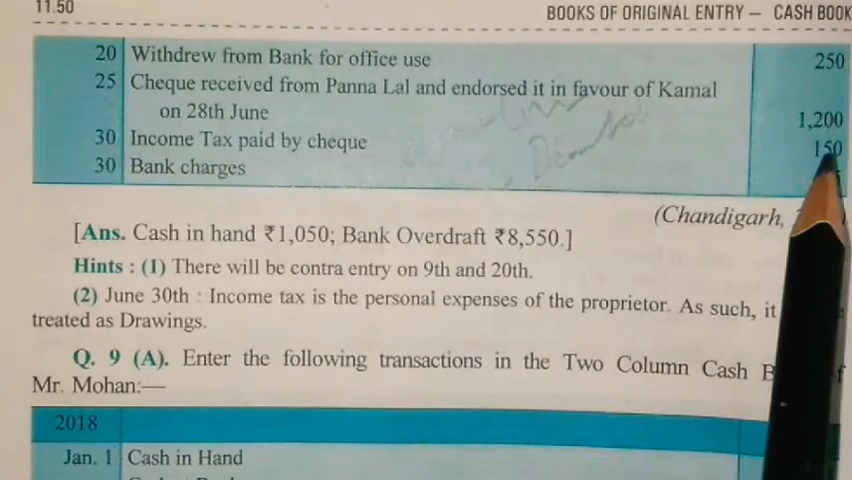 11.50
BOOKS OF ORIGINAL ENTRY – CASH BOOK
20 Withdrew from Bank for office use 250
25 Cheque received from Panna Lal and endorsed it in favour of Kamal
on 28th June 1,200
30 Income Tax paid by cheque 150
30 Bank charges
(Chandigarh,
[Ans. Cash in hand ₹1,050; Bank Overdraft ₹8,550.]
Hints : (1) There will be contra entry on 9th and 20th.
(2) June 30th : Income tax is the personal expenses of the proprietor. As such, it
treated as Drawings.
Q. 9 (A). Enter the following transactions in the Two Column Cash
Mr. Mohan:—
2018
Jan. 1 Cash in Hand